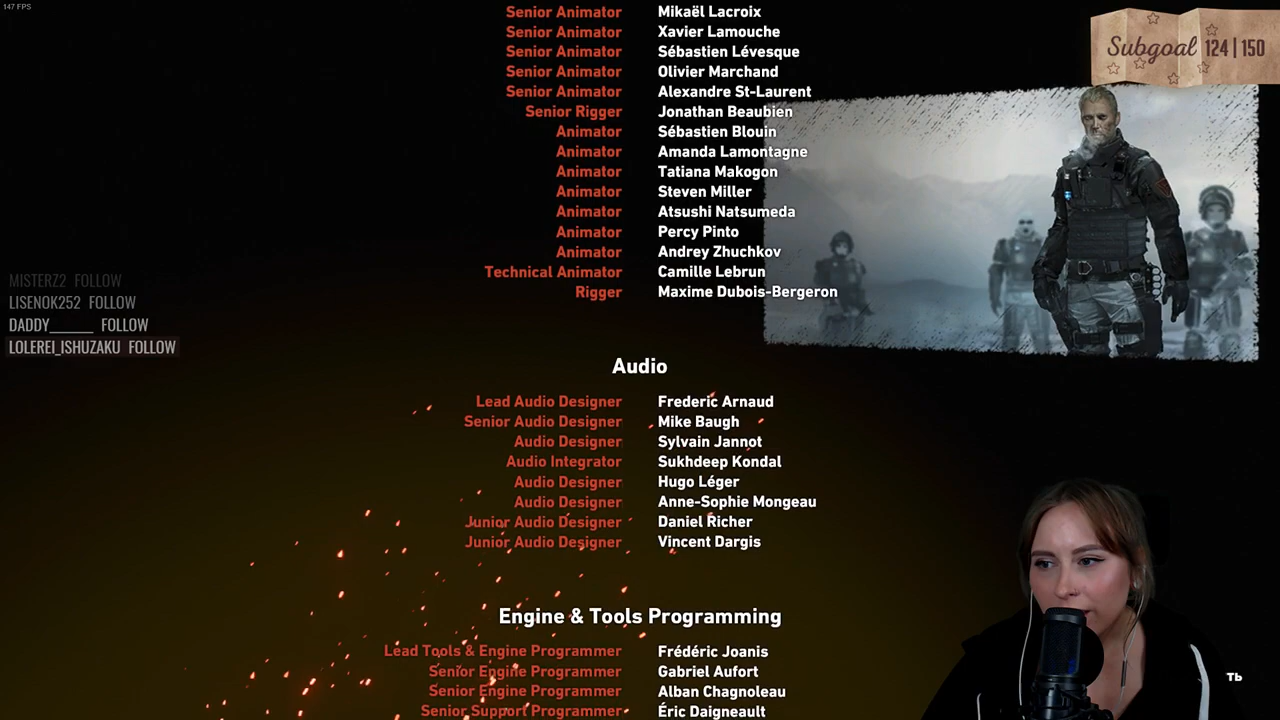 147 FPS
Subgoal 124|150
Senior Animator Mikaël Lacroix
Senior Animator Xavier Lamouche
Senior Animator Sébastien Lévesque
Senior Animator Olivier Marchand
Senior Animator Alexandre St-Laurent
Senior Rigger Jonathan Beaubien
Animator Sébastien Blouin
Animator Amanda Lamontagne
Animator Tatiana Makogon
Animator Steven Miller
Animator Atsushi Natsumeda
Animator Percy Pinto
Animator Andrey Zhuchkov
Technical Animator Camille Lebrun
Rigger Maxime Dubois-Bergeron
MISTERZ2 FOLLOW
LISENOK252 FOLLOW
DADDY______ FOLLOW
LOLEREI_ISHUZAKU FOLLOW
Audio
Lead Audio Designer Frederic Arnaud
Senior Audio Designer Mike Baugh
Audio Designer Sylvain Jannot
Audio Integrator Sukhdeep Kondal
Audio Designer Hugo Léger
Audio Designer Anne-Sophie Mongeau
Junior Audio Designer Daniel Richer
Junior Audio Designer Vincent Dargis
Engine & Tools Programming
Lead Tools & Engine Programmer Frédéric Joanis
Senior Engine Programmer Gabriel Aufort
Senior Engine Programmer Alban Chagnoleau
Senior Support Programmer Éric Daigneault
ть